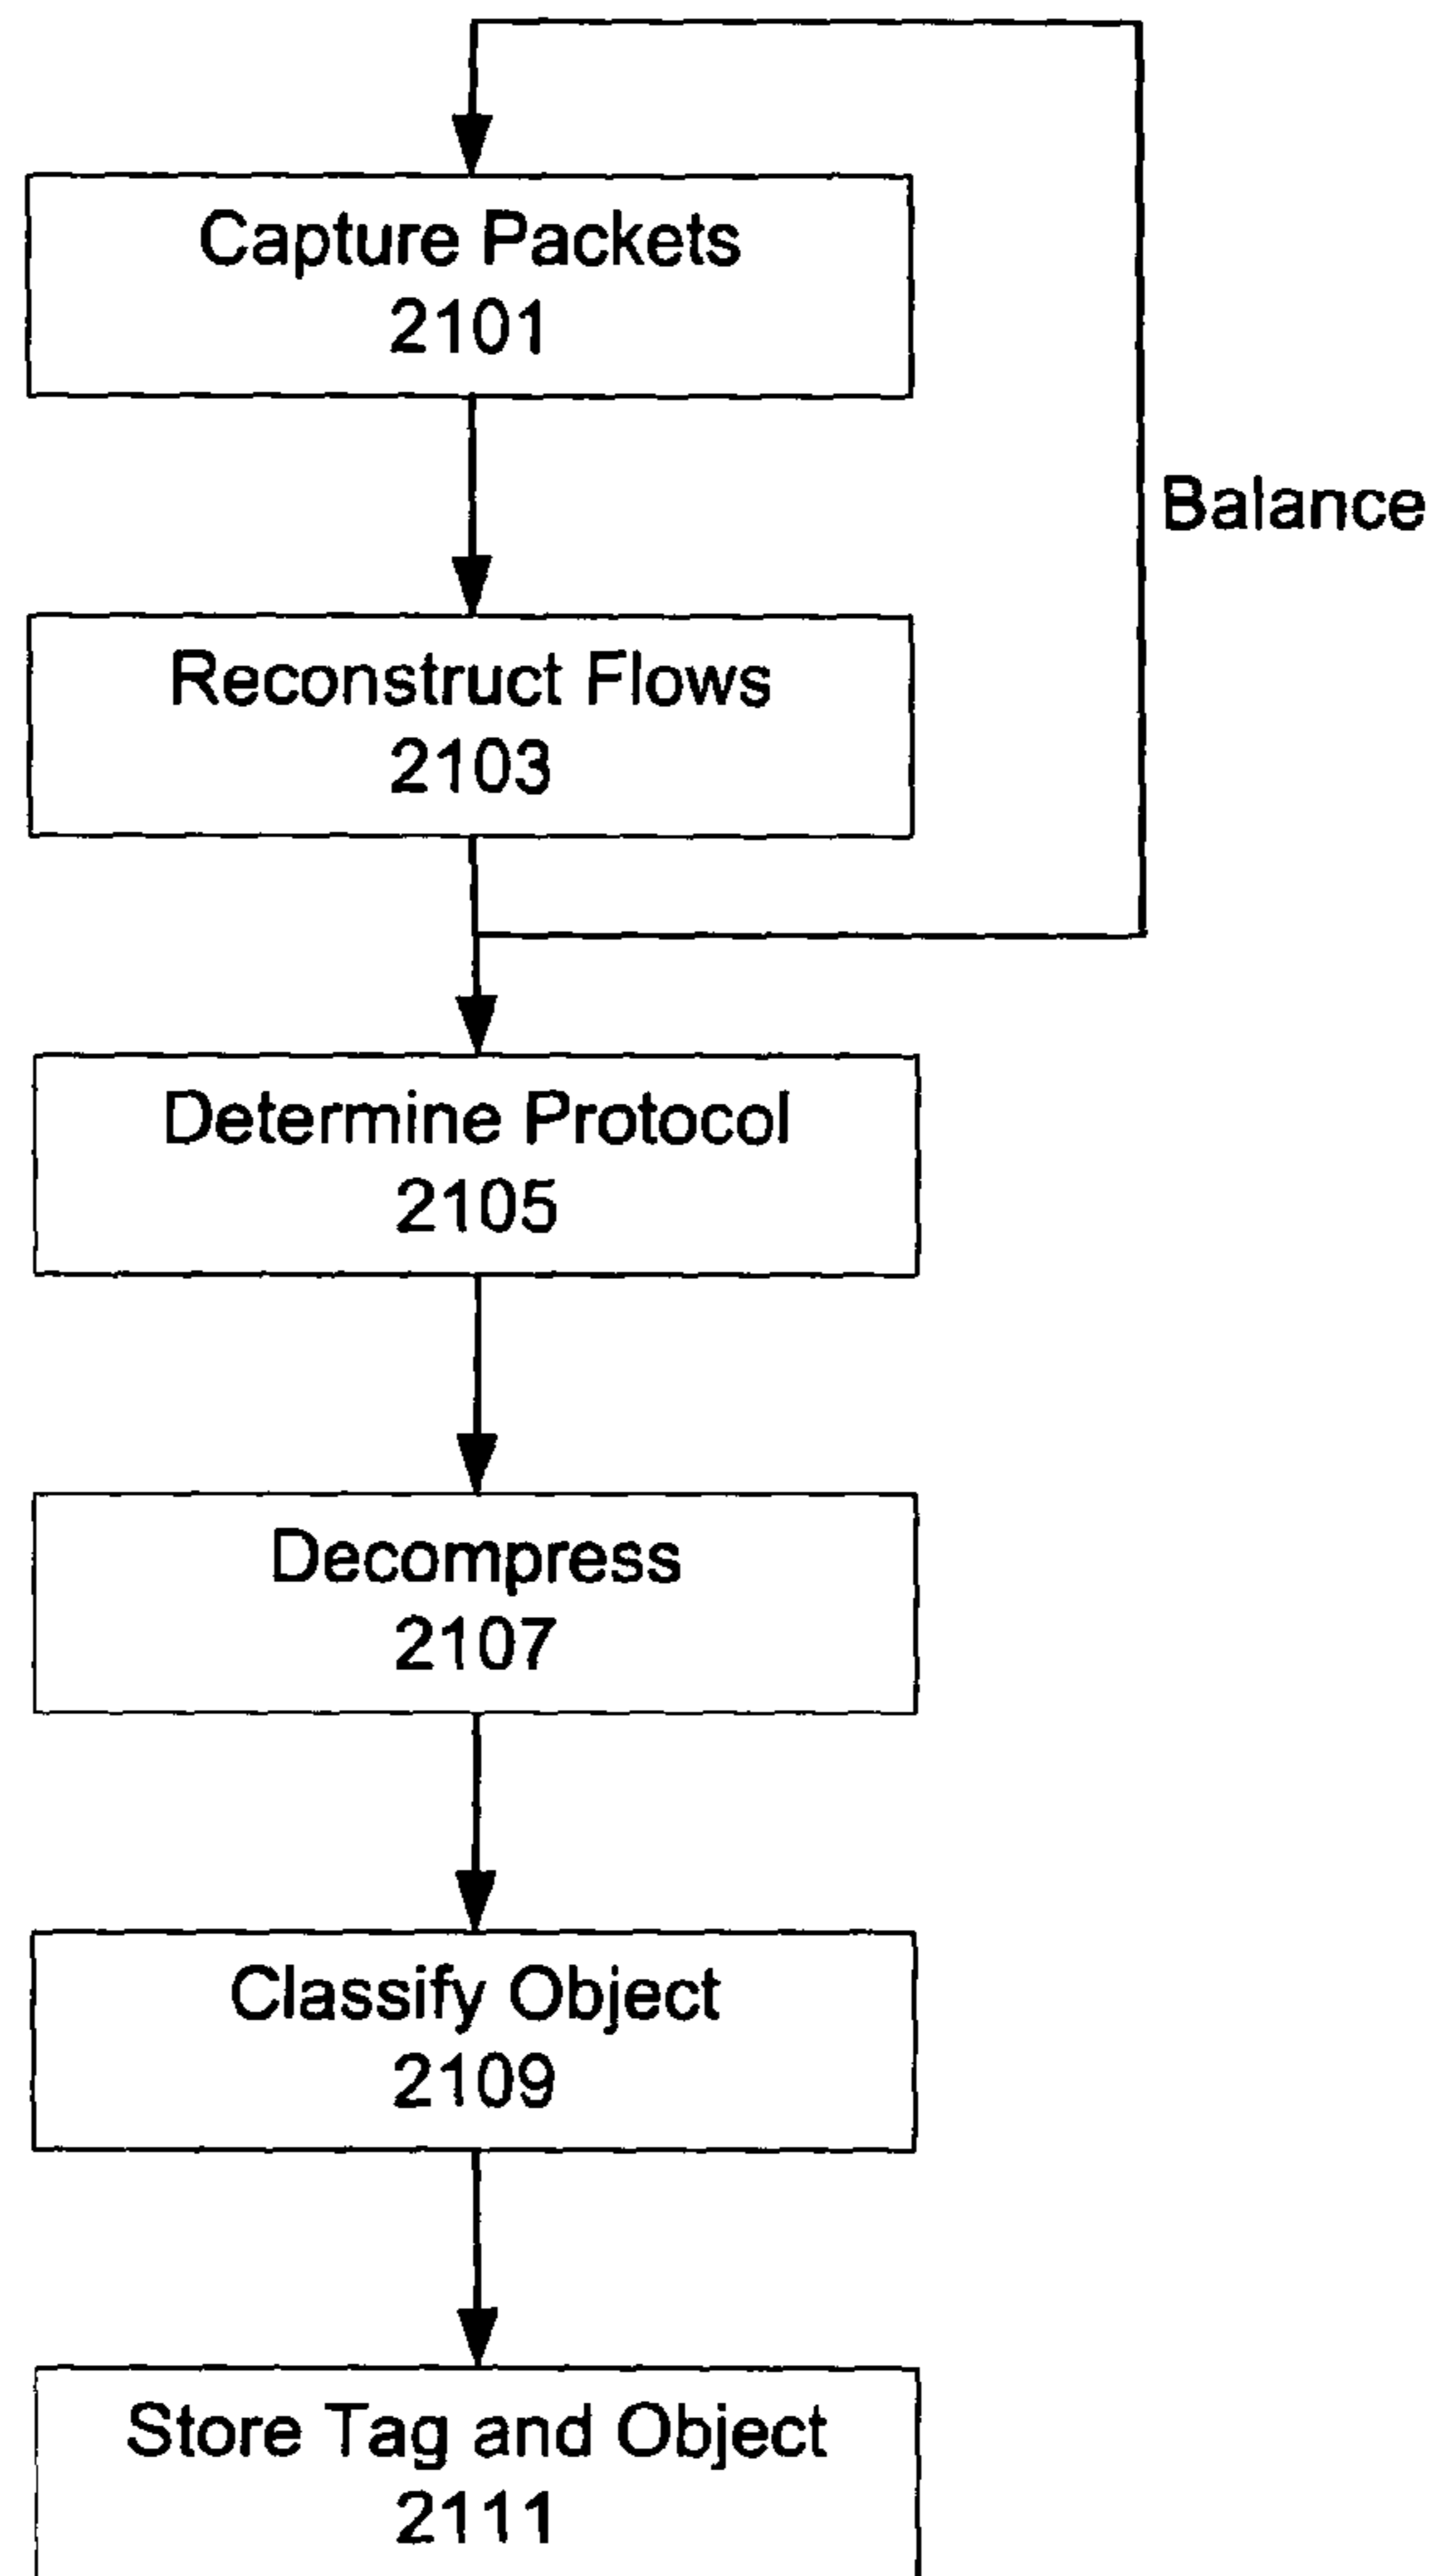 Capture Packets
2101
Balance
Reconstruct Flows
2103
Determine Protocol
2105
Decompress
2107
Classify Object
2109
Store Tag and Object
2111